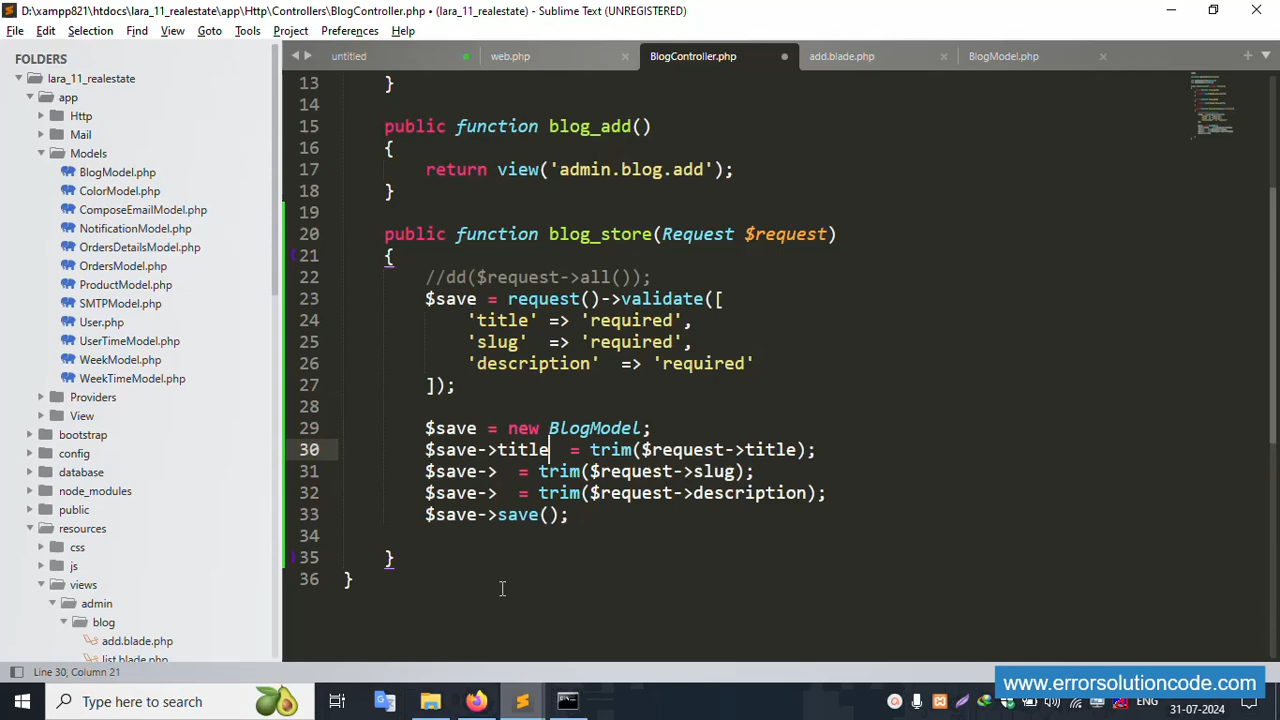 D:\xampp821\htdocs\lara_11_realestate\app\Http\Controllers\BlogController.php • (lara_11_realestate) - Sublime Text (UNREGISTERED)
File Edit Selection Find View Goto Tools Project Preferences Help
FOLDERS
lara_11_realestate
app
Http
Mail
Models
BlogModel.php
ColorModel.php
ComposeEmailModel.php
NotificationModel.php
OrdersDetailsModel.php
OrdersModel.php
ProductModel.php
SMTPModel.php
User.php
UserTimeModel.php
WeekModel.php
WeekTimeModel.php
Providers
View
bootstrap
config
database
node_modules
public
resources
css
js
views
admin
blog
add.blade.php
list.blade.php
untitled web.php BlogController.php add.blade.php BlogModel.php
13 }
14
15 public function blog_add()
16 {
17 return view('admin.blog.add');
18 }
19
20 public function blog_store(Request $request)
21 {
22 //dd($request->all());
23 $save = request()->validate([
24 'title' => 'required',
25 'slug' => 'required',
26 'description' => 'required'
27 ]);
28
29 $save = new BlogModel;
30 $save->title = trim($request->title);
31 $save-> = trim($request->slug);
32 $save-> = trim($request->description);
33 $save->save();
34
35 }
36 }
Line 30, Column 21
www.errorsolutioncode.com
Type here to search
ENG
31-07-2024